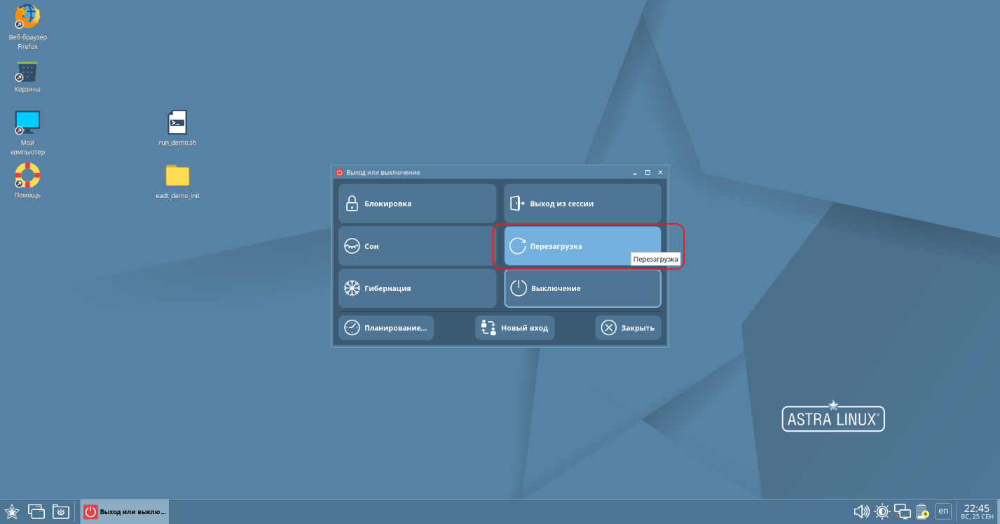 Веб-браузер
Firefox
Корзина
Мой
компьютер
Помощь
run_demo.sh
eadt_demo_init
Выход или выключение
Блокировка
Выход из сессии
Сон
Перезагрузка
Перезагрузка
Гибернация
Выключение
Планирование...
Новый вход
Закрыть
ASTRA LINUX®
Выход или выклю...
en
22:45
ВС, 25 СЕН